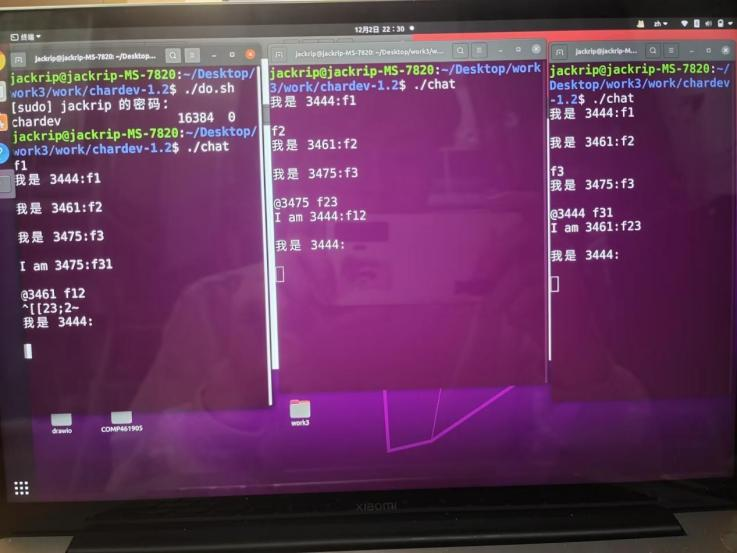 终端
12月2日 22:30
zh
jackrip@jackrip-MS-7820: ~/Desktop...
jackrip@jackrip-MS-7820:~/Desktop/
work3/work/chardev-1.2$ ./do.sh
[sudo] jackrip 的密码:
chardev 16384 0
jackrip@jackrip-MS-7820:~/Desktop/
work3/work/chardev-1.2$ ./chat
f1
我是 3444:f1
我是 3461:f2
我是 3475:f3
I am 3475:f31
@3461 f12
^[[23;2~
我是 3444:
jackrip@jackrip-MS-7820: ~/Desktop/work3/w...
jackrip@jackrip-MS-7820:~/Desktop/work
3/work/chardev-1.2$ ./chat
我是 3444:f1
f2
我是 3461:f2
我是 3475:f3
@3475 f23
I am 3444:f12
我是 3444:
jackrip@jackrip-M...
jackrip@jackrip-MS-7820:~/
Desktop/work3/work/chardev
-1.2$ ./chat
我是 3444:f1
我是 3461:f2
f3
我是 3475:f3
@3444 f31
I am 3461:f23
我是 3444:
drawio
COMP461905
work3
xiaomi